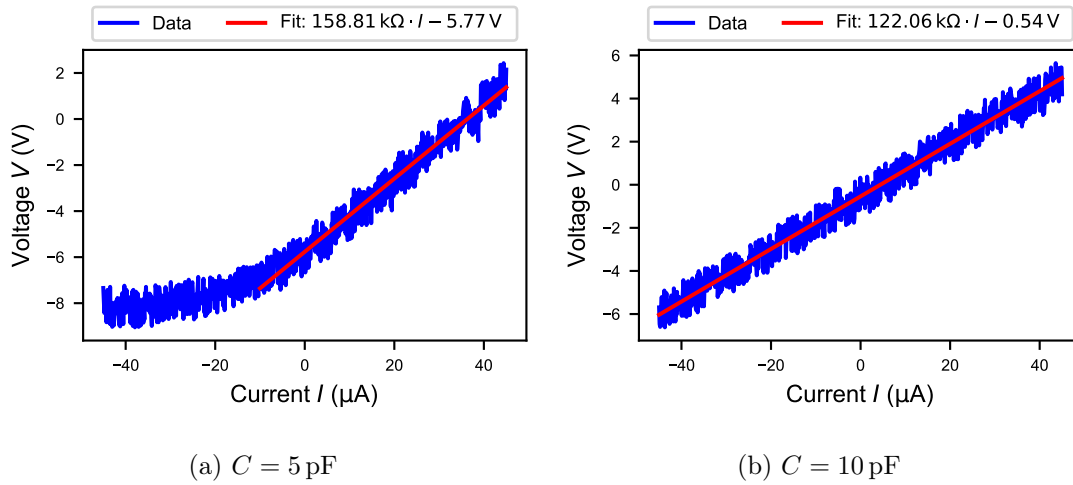 Data Fit: 158.81 kΩ · I − 5.77 V
2
0
−2
−4
−6
−8
Voltage V (V)
−40 −20 0 20 40
Current I (µA)
(a) C = 5 pF
Data Fit: 122.06 kΩ · I − 0.54 V
6
4
2
0
−2
−4
−6
Voltage V (V)
−40 −20 0 20 40
Current I (µA)
(b) C = 10 pF